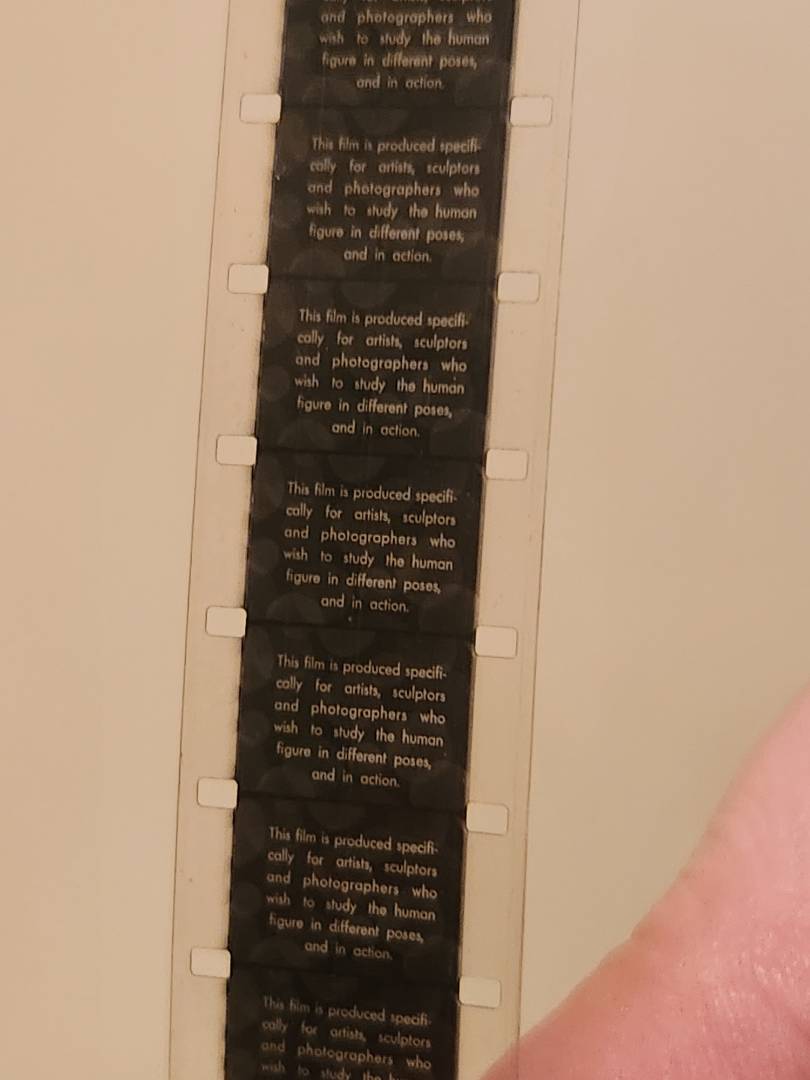 and photographers who
wish to study the human
figure in different poses,
and in action.
This film is produced specifi-
cally for artists, sculptors
and photographers who
wish to study the human
figure in different poses,
and in action.
This film is produced specifi-
cally for artists, sculptors
and photographers who
wish to study the human
figure in different poses,
and in action.
This film is produced specifi-
cally for artists, sculptors
and photographers who
wish to study the human
figure in different poses,
and in action.
This film is produced specifi-
cally for artists, sculptors
and photographers who
wish to study the human
figure in different poses,
and in action.
This film is produced specifi-
cally for artists, sculptors
and photographers who
wish to study the human
figure in different poses,
and in action.
This film is produced specifi-
cally for artists, sculptors
and photographers who
wish to study the